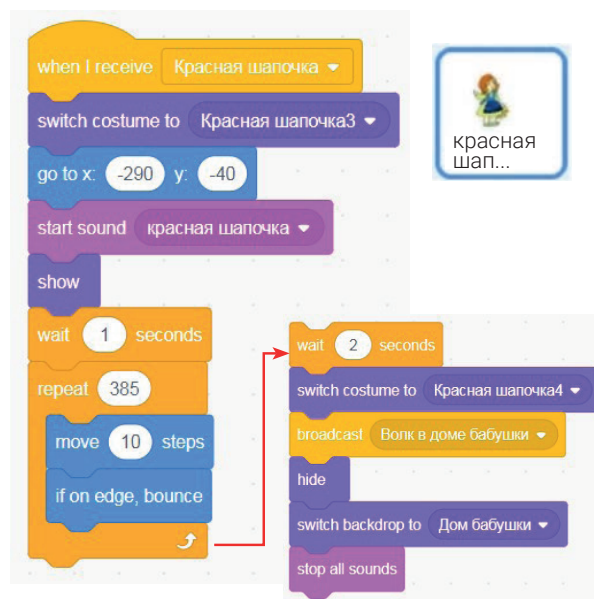 when I receive Красная шапочка
switch costume to Красная шапочка3
go to x: -290 y: -40
start sound красная шапочка
show
wait 1 seconds
repeat 385
move 10 steps
if on edge, bounce
красная
шап...
wait 2 seconds
switch costume to Красная шапочка4
broadcast Волк в доме бабушки
hide
switch backdrop to Дом бабушки
stop all sounds